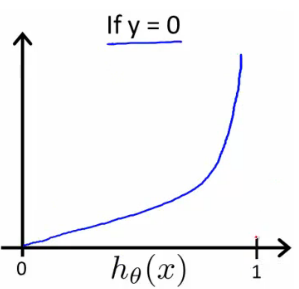 If y = 0
0 hθ(x) 1